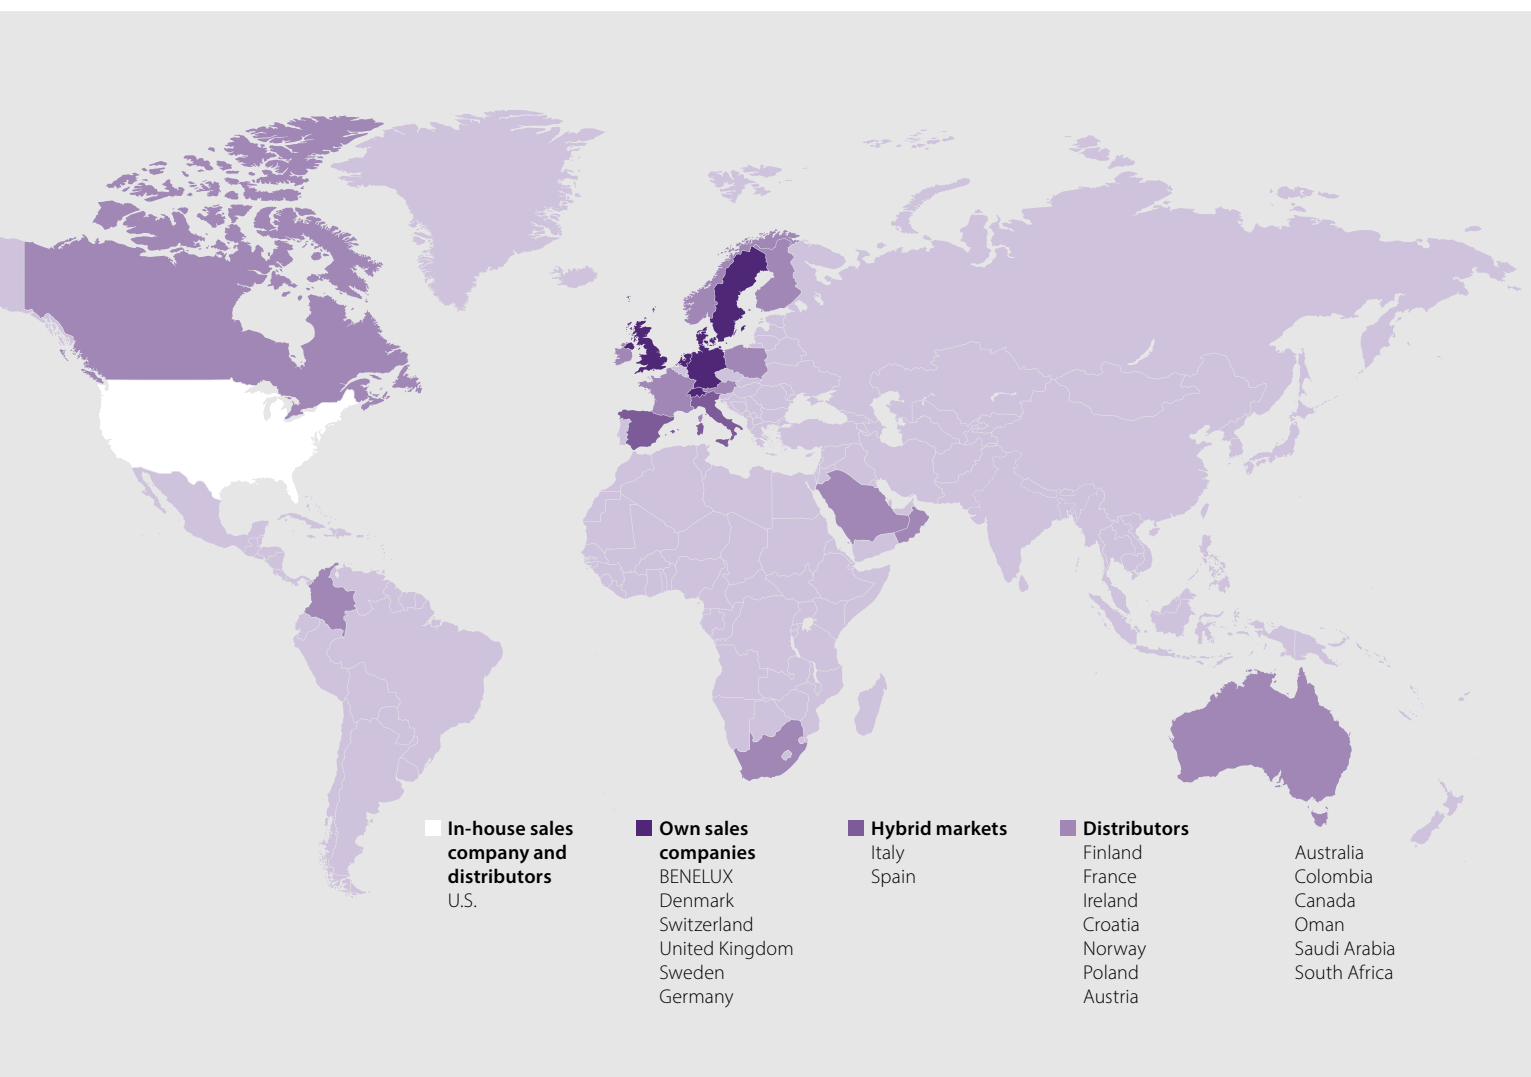 In-house sales
company and
distributors
U.S.
Own sales
companies
BENELUX
Denmark
Switzerland
United Kingdom
Sweden
Germany
Hybrid markets
Italy
Spain
Distributors
Finland
France
Ireland
Croatia
Norway
Poland
Austria
Australia
Colombia
Canada
Oman
Saudi Arabia
South Africa